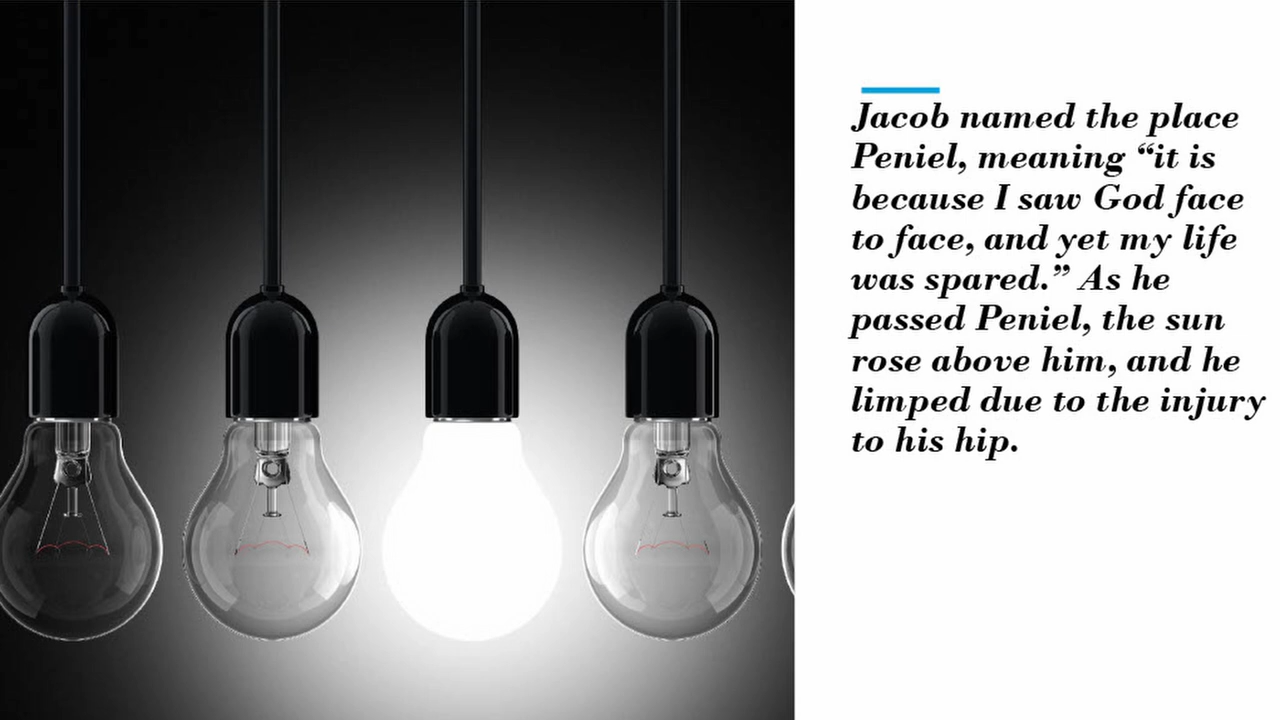 Jacob named the place
Peniel, meaning “it is
because I saw God face
to face, and yet my life
was spared.” As he
passed Peniel, the sun
rose above him, and he
limped due to the injury
to his hip.